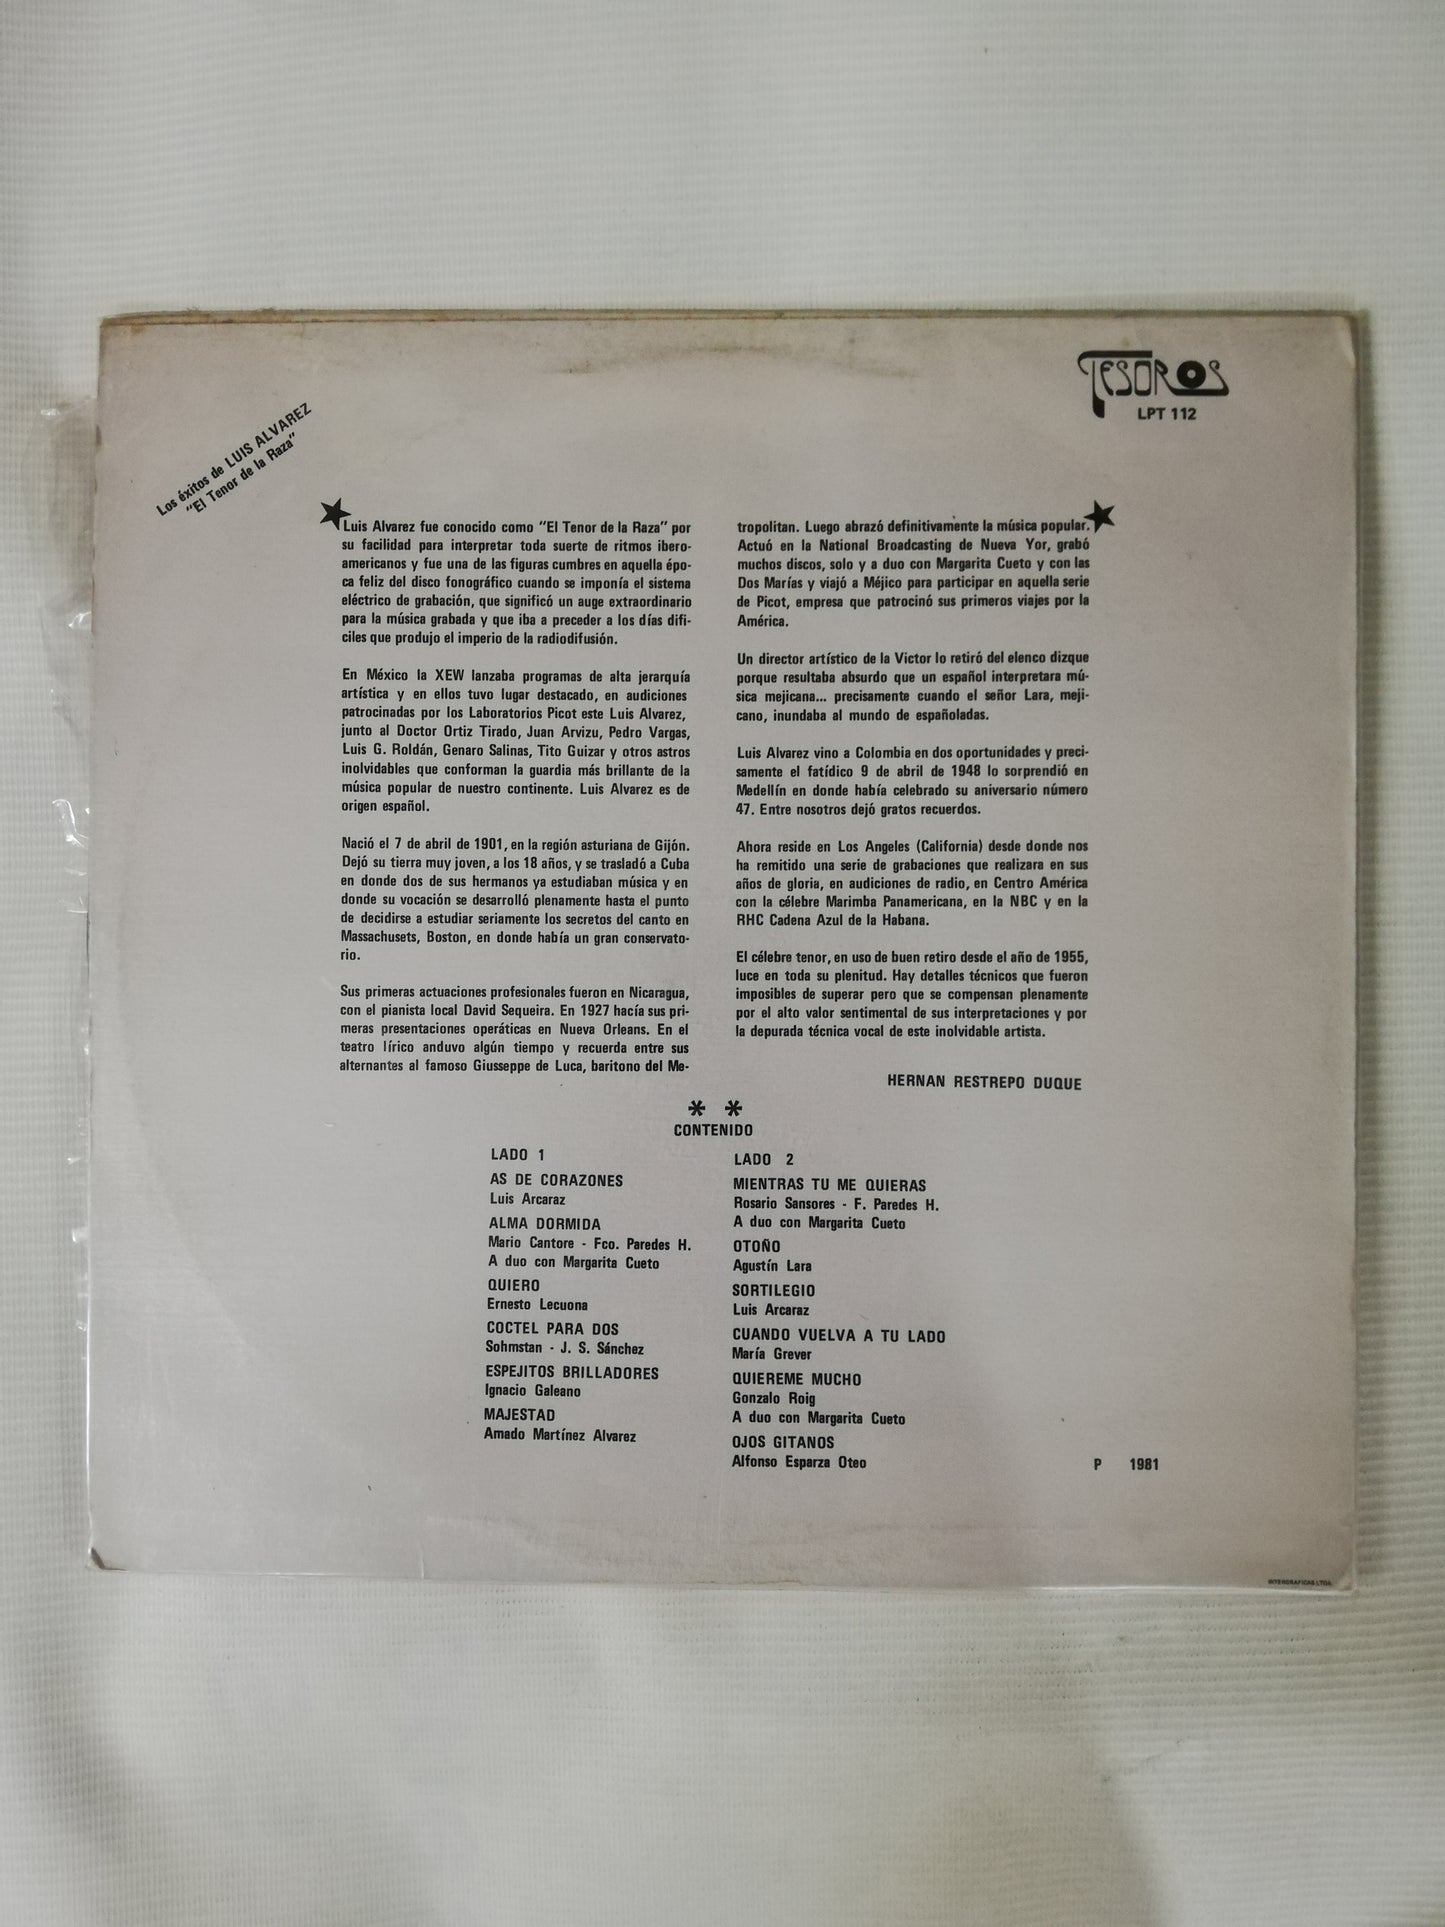 TESOROS
LPT 112
Los éxitos de LUIS ALVAREZ
"El Tenor de la Raza"
Luis Alvarez fue conocido como "El Tenor de la Raza" por
su facilidad para interpretar toda suerte de ritmos ibero-
americanos y fue una de las figuras cumbres en aquella épo-
ca feliz del disco fonográfico cuando se imponía el sistema
eléctrico de grabación, que significó un auge extraordinario
para la música grabada y que iba a preceder a los días difi-
ciles que produjo el imperio de la radiodifusión.
En México la XEW lanzaba programas de alta jerarquía
artística y en ellos tuvo lugar destacado, en audiciones
patrocinadas por los Laboratorios Picot este Luis Alvarez,
junto al Doctor Ortiz Tirado, Juan Arvizu, Pedro Vargas,
Luis G. Roldán, Genaro Salinas, Tito Guizar y otros astros
inolvidables que conforman la guardia más brillante de la
música popular de nuestro continente. Luis Alvarez es de
origen español.
Nació el 7 de abril de 1901, en la región asturiana de Gijón.
Dejó su tierra muy joven, a los 18 años, y se trasladó a Cuba
en donde dos de sus hermanos ya estudiaban música y en
donde su vocación se desarrolló plenamente hasta el punto
de decidirse a estudiar seriamente los secretos del canto en
Massachusets, Boston, en donde había un gran conservato-
rio.
Sus primeras actuaciones profesionales fueron en Nicaragua,
con el pianista local David Sequeira. En 1927 hacía sus pri-
meras presentaciones operáticas en Nueva Orleans. En el
teatro lírico anduvo algún tiempo y recuerda entre sus
alternantes al famoso Giusseppe de Luca, baritono del Me-
tropolitan. Luego abrazó definitivamente la música popular.
Actuó en la National Broadcasting de Nueva Yor, grabó
muchos discos, solo y a duo con Margarita Cueto y con las
Dos Marías y viajó a Méjico para participar en aquella serie
de Picot, empresa que patrocinó sus primeros viajes por la
América.
Un director artístico de la Victor lo retiró del elenco dizque
porque resultaba absurdo que un español interpretara mú-
sica mejicana... precisamente cuando el señor Lara, meji-
cano, inundaba al mundo de españoladas.
Luis Alvarez vino a Colombia en dos oportunidades y preci-
samente el fatídico 9 de abril de 1948 lo sorprendió en
Medellín en donde había celebrado su aniversario número
47. Entre nosotros dejó gratos recuerdos.
Ahora reside en Los Angeles (California) desde donde nos
ha remitido una serie de grabaciones que realizara en sus
años de gloria, en audiciones de radio, en Centro América
con la célebre Marimba Panamericana, en la NBC y en la
RHC Cadena Azul de la Habana.
El célebre tenor, en uso de buen retiro desde el año de 1955,
luce en toda su plenitud. Hay detalles técnicos que fueron
imposibles de superar pero que se compensan plenamente
por el alto valor sentimental de sus interpretaciones y por
la depurada técnica vocal de este inolvidable artista.
HERNAN RESTREPO DUQUE
* *
CONTENIDO
LADO 1
AS DE CORAZONES
Luis Arcaraz
ALMA DORMIDA
Mario Cantore - Fco. Paredes H.
A duo con Margarita Cueto
QUIERO
Ernesto Lecuona
COCTEL PARA DOS
Sohmstan - J. S. Sánchez
ESPEJITOS BRILLADORES
Ignacio Galeano
MAJESTAD
Amado Martínez Alvarez
LADO 2
MIENTRAS TU ME QUIERAS
Rosario Sansores - F. Paredes H.
A duo con Margarita Cueto
OTOÑO
Agustín Lara
SORTILEGIO
Luis Arcaraz
CUANDO VUELVA A TU LADO
María Grever
QUIEREME MUCHO
Gonzalo Roig
A duo con Margarita Cueto
OJOS GITANOS
Alfonso Esparza Oteo
P 1981
INTERGRAFICAS LTDA.